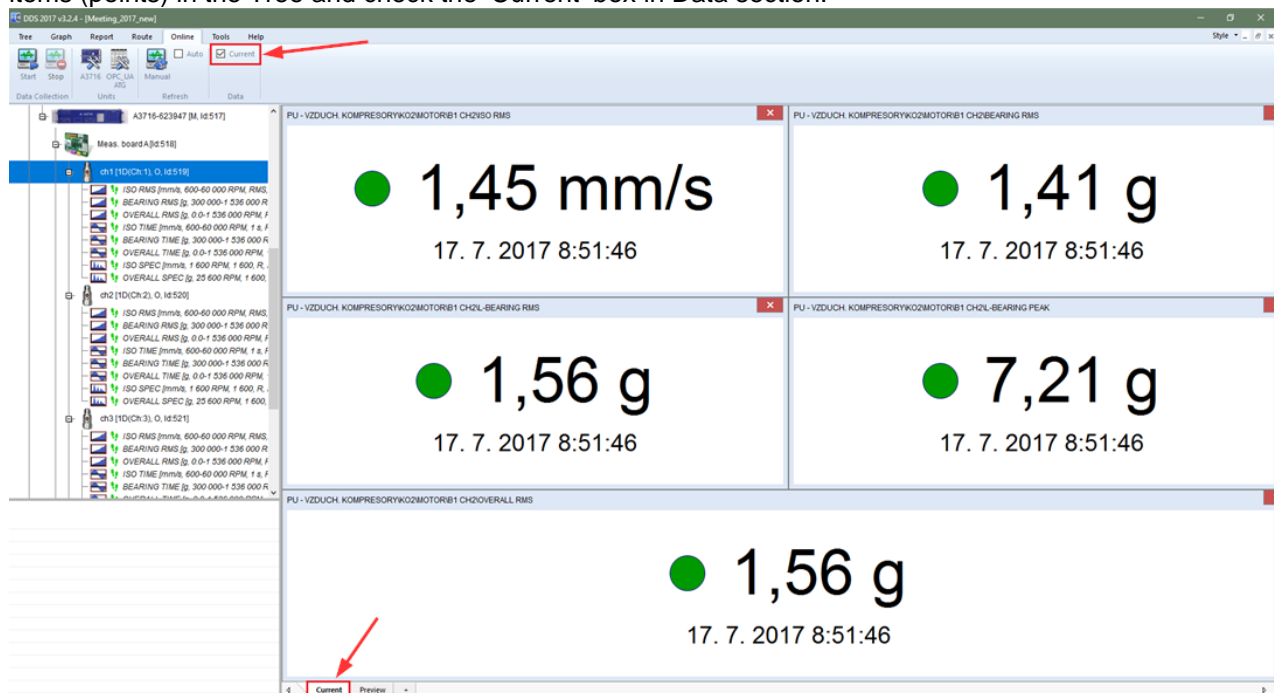 items (points) in the Tree and check the 'Current' box in Data section.
DDS 2017 v3.2.4 - [Meeting_2017_new]
Tree Graph Report Route Online Tools Help
Style
Auto Current
Start Stop A3716 OPC_UA Manual
ATG
Data Collection Units Refresh Data
A3716-623947 [M, Id:517]
Meas. board A [Id:518]
ch1 [1D(Ch:1), O, Id:519]
ISO RMS [mm/s, 600-60 000 RPM, RMS,
BEARING RMS [g, 300 000-1 536 000 R
OVERALL RMS [g, 0.0-1 536 000 RPM, F
ISO TIME [mm/s, 600-60 000 RPM, 1 s, F
BEARING TIME [g, 300 000-1 536 000 R
OVERALL TIME [g, 0.0-1 536 000 RPM,
ISO SPEC [mm/s, 1 600 RPM, 1 600, R,
OVERALL SPEC [g, 25 600 RPM, 1 600,
ch2 [1D(Ch:2), O, Id:520]
ISO RMS [mm/s, 600-60 000 RPM, RMS,
BEARING RMS [g, 300 000-1 536 000 R
OVERALL RMS [g, 0.0-1 536 000 RPM, F
ISO TIME [mm/s, 600-60 000 RPM, 1 s, F
BEARING TIME [g, 300 000-1 536 000 R
OVERALL TIME [g, 0.0-1 536 000 RPM,
ISO SPEC [mm/s, 1 600 RPM, 1 600, R,
OVERALL SPEC [g, 25 600 RPM, 1 600,
ch3 [1D(Ch:3), O, Id:521]
ISO RMS [mm/s, 600-60 000 RPM, RMS,
BEARING RMS [g, 300 000-1 536 000 R
OVERALL RMS [g, 0.0-1 536 000 RPM, F
ISO TIME [mm/s, 600-60 000 RPM, 1 s, F
BEARING TIME [g, 300 000-1 536 000 R
PU - VZDUCH. KOMPRESORY\KO2\MOTOR\B1 CH2\ISO RMS
1,45 mm/s
17. 7. 2017 8:51:46
PU - VZDUCH. KOMPRESORY\KO2\MOTOR\B1 CH2\BEARING RMS
1,41 g
17. 7. 2017 8:51:46
PU - VZDUCH. KOMPRESORY\KO2\MOTOR\B1 CH2\L-BEARING RMS
1,56 g
17. 7. 2017 8:51:46
PU - VZDUCH. KOMPRESORY\KO2\MOTOR\B1 CH2\L-BEARING PEAK
7,21 g
17. 7. 2017 8:51:46
PU - VZDUCH. KOMPRESORY\KO2\MOTOR\B1 CH2\OVERALL RMS
1,56 g
17. 7. 2017 8:51:46
Current Preview +